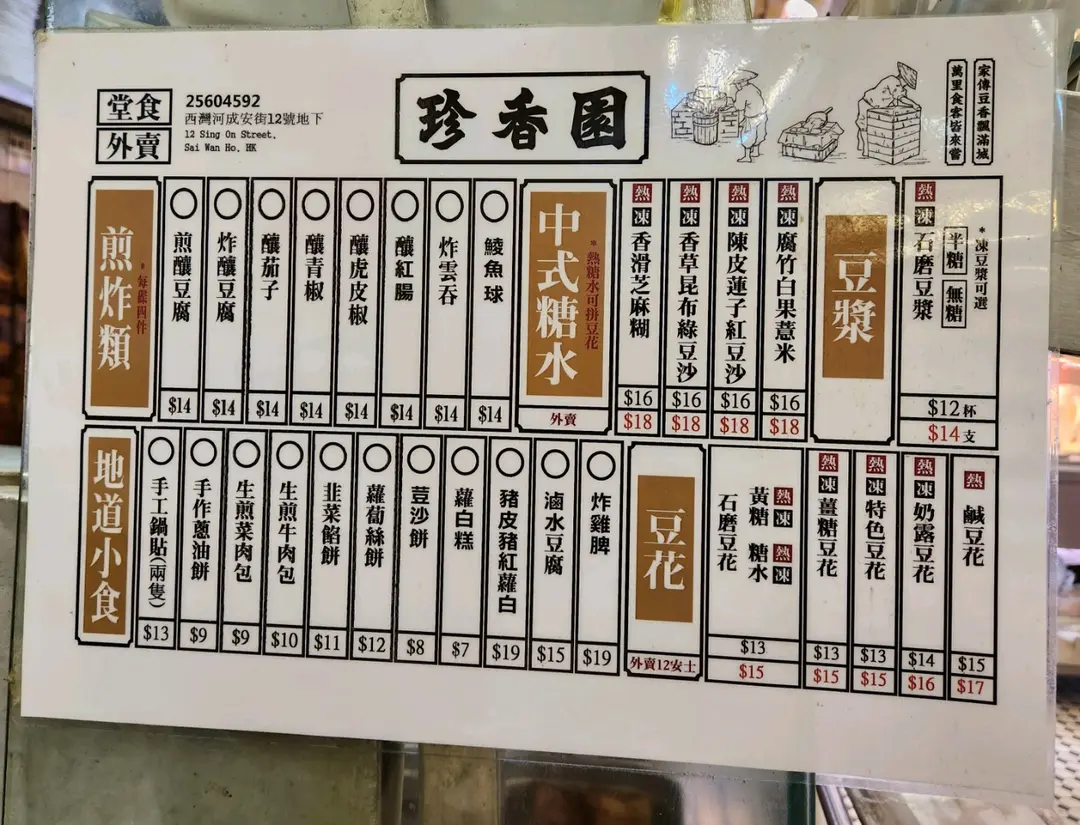 堂食
外賣
25604592
西灣河成安街12號地下
12 Sing On Street,
Sai Wan Ho, HK
珍香園
家傳豆香飄滿城
萬里食客皆來嘗
煎炸類
*每款四件
煎釀豆腐
$14
炸釀豆腐
$14
釀茄子
$14
釀青椒
$14
釀虎皮椒
$14
釀紅腸
$14
炸雲吞
$14
鯪魚球
$14
中式糖水
*熱糖水可拼豆花
外賣
熱 凍 香滑芝麻糊
$16
$18
熱 凍 香草昆布綠豆沙
$16
$18
熱 凍 陳皮蓮子紅豆沙
$16
$18
熱 凍 腐竹白果薏米
$16
$18
豆漿
熱 凍 石磨豆漿
*凍豆漿可選
半糖 無糖
$12杯
$14支
地道小食
手工鍋貼(兩隻)
$13
手作蔥油餅
$9
生煎菜肉包
$9
生煎牛肉包
$10
韭菜餡餅
$11
蘿蔔絲餅
$12
荳沙餅
$8
蘿白糕
$7
豬皮豬紅蘿白
$19
滷水豆腐
$15
炸雞脾
$19
豆花
外賣12安士
石磨豆花
黃糖 糖水
熱 凍 熱 凍
$13
$15
熱 凍 薑糖豆花
$13
$15
熱 凍 特色豆花
$13
$15
熱 凍 奶露豆花
$14
$16
熱 鹹豆花
$15
$17